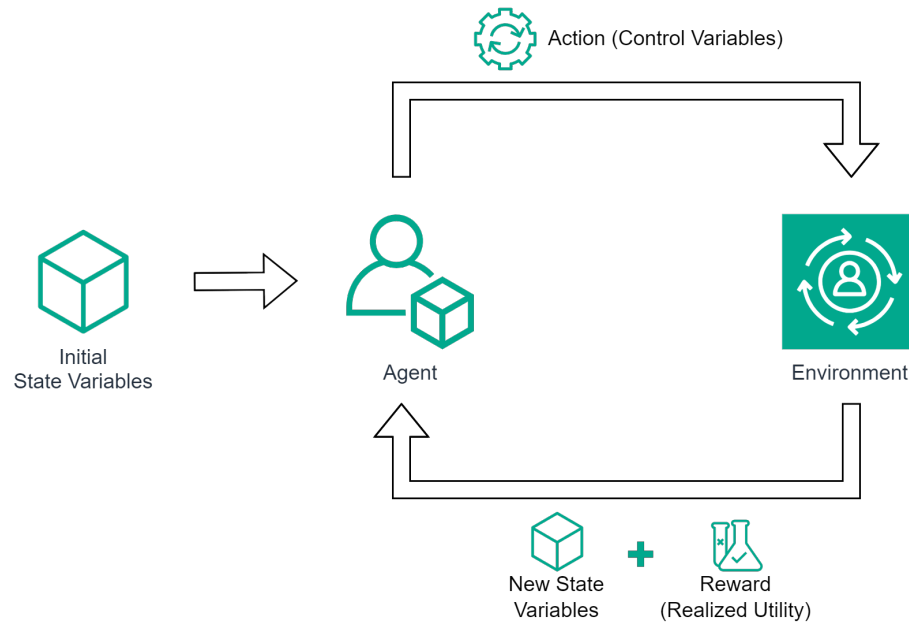 Action (Control Variables)
Initial
State Variables
Agent
Environment
New State
Variables
Reward
(Realized Utility)